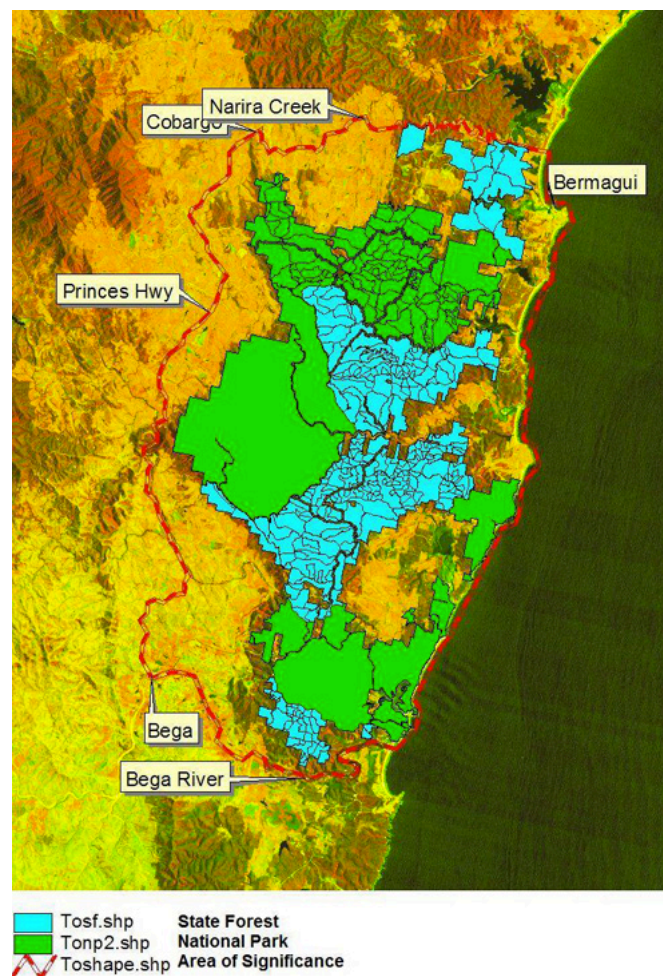 Narira Creek
Cobargo
Bermagui
Princes Hwy
Bega
Bega River
Tosf.shp State Forest
Tonp2.shp National Park
Toshape.shp Area of Significance